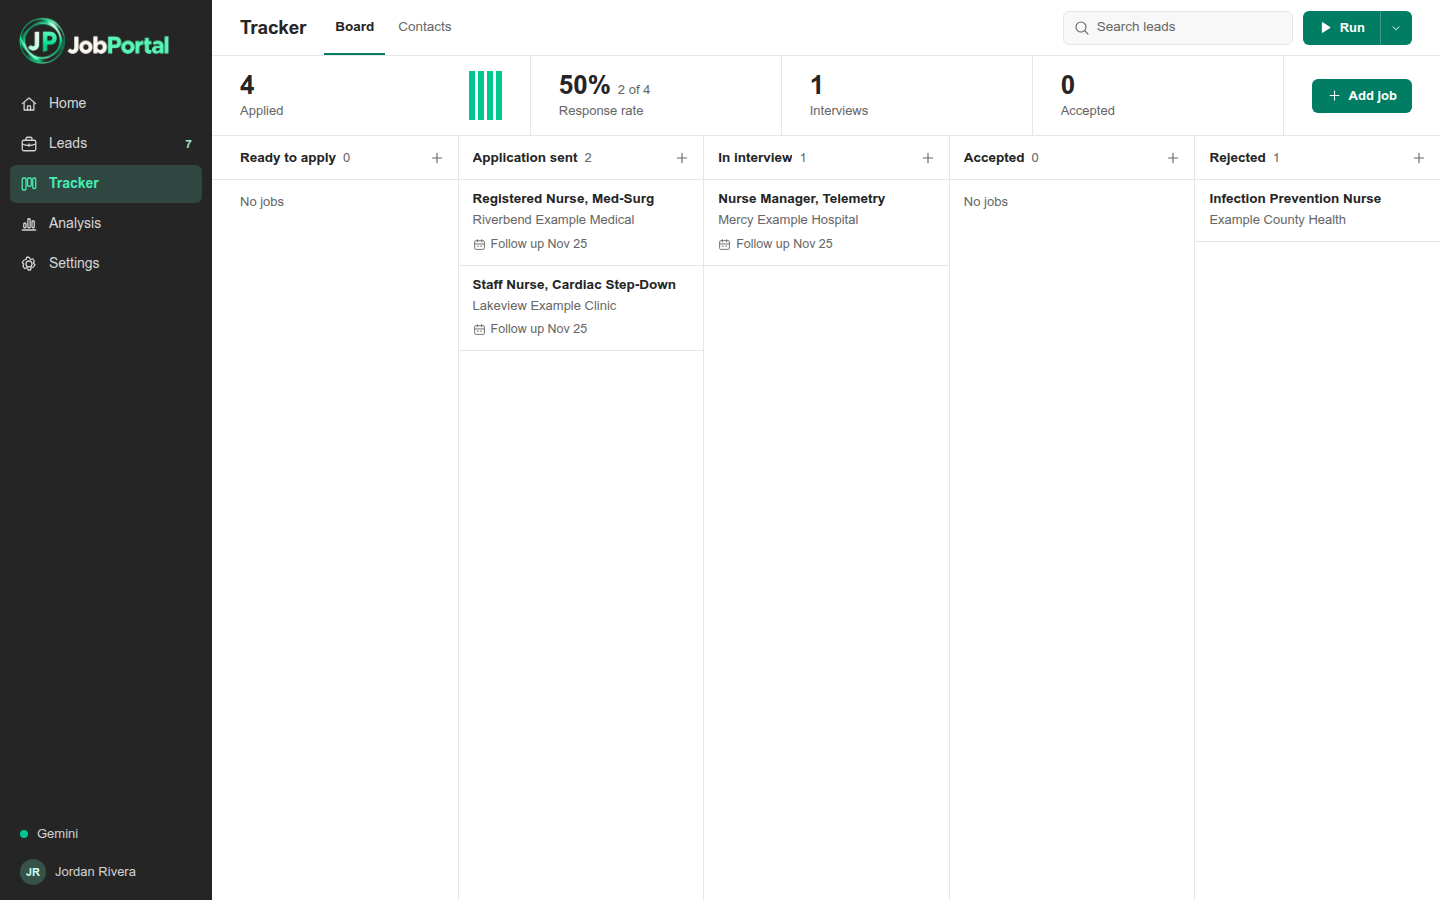 JP JobPortal
Home
Leads 7
Tracker
Analysis
Settings
Gemini
JR Jordan Rivera
Tracker Board Contacts Search leads Run
4
Applied
50% 2 of 4
Response rate
1
Interviews
0
Accepted
Add job
Ready to apply 0
No jobs
Application sent 2
Registered Nurse, Med-Surg
Riverbend Example Medical
Follow up Nov 25
Staff Nurse, Cardiac Step-Down
Lakeview Example Clinic
Follow up Nov 25
In interview 1
Nurse Manager, Telemetry
Mercy Example Hospital
Follow up Nov 25
Accepted 0
No jobs
Rejected 1
Infection Prevention Nurse
Example County Health